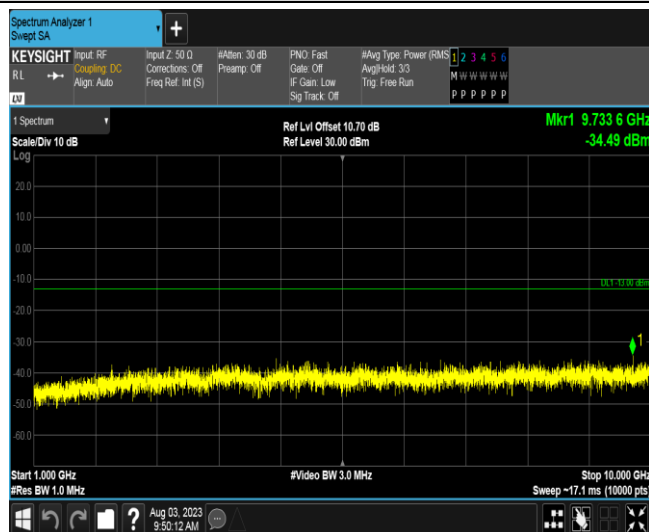 Spectrum Analyzer 1
Swept SA
+
KEYSIGHT
RL
LXI
Input: RF
Coupling: DC
Align: Auto
Input Z: 50 Ω
Corrections: Off
Freq Ref: Int (S)
#Atten: 30 dB
Preamp: Off
PNO: Fast
Gate: Off
IF Gain: Low
Sig Track: Off
#Avg Type: Power (RMS
Avg|Hold: 3/3
Trig: Free Run
1 2 3 4 5 6
M W W W W W
P P P P P P
1 Spectrum
Scale/Div 10 dB
Log
Ref Lvl Offset 10.70 dB
Ref Level 30.00 dBm
Mkr1 9.733 6 GHz
-34.49 dBm
20.0
10.0
0.00
-10.0
DL1 -13.00 dBm
-20.0
-30.0
1
-40.0
-50.0
-60.0
Start 1.000 GHz
#Res BW 1.0 MHz
#Video BW 3.0 MHz
Stop 10.000 GHz
Sweep ~17.1 ms (10000 pts)
?
Aug 03, 2023
9:50:12 AM